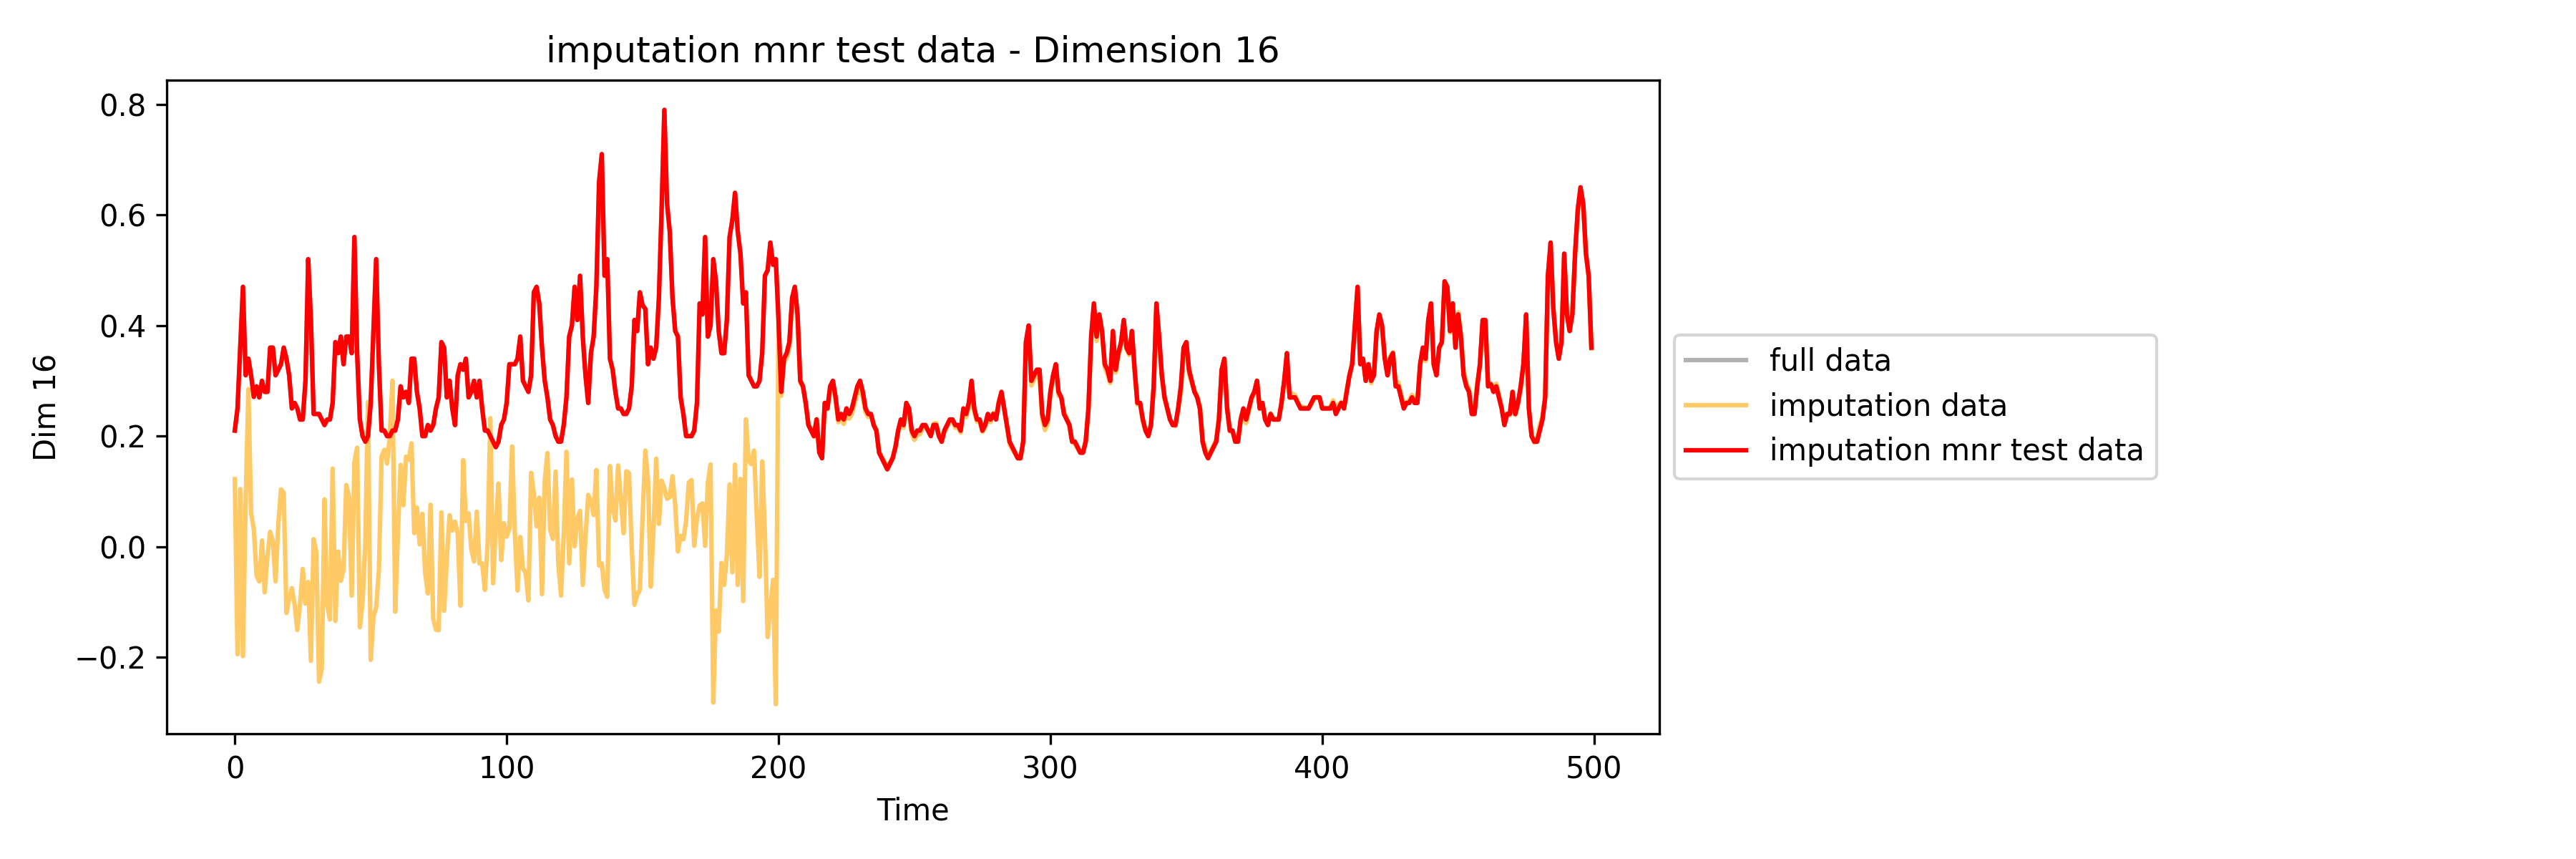 imputation mnr test data - Dimension 16
0.8
0.6
0.4
0.2
0.0
−0.2
Dim 16
0
100
200
300
400
500
Time
full data
imputation data
imputation mnr test data